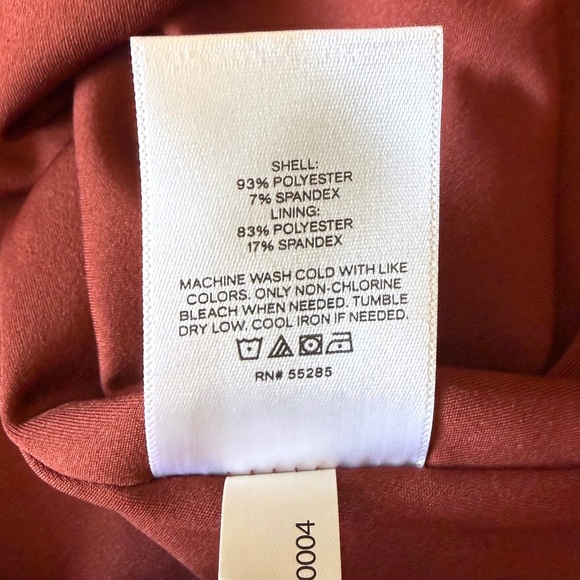 SHELL:
93% POLYESTER
7% SPANDEX
LINING:
83% POLYESTER
17% SPANDEX
MACHINE WASH COLD WITH LIKE
COLORS. ONLY NON-CHLORINE
BLEACH WHEN NEEDED. TUMBLE
DRY LOW. COOL IRON IF NEEDED.
RN# 55285
0004